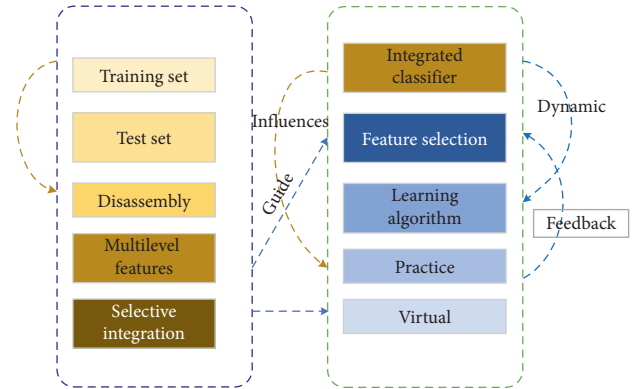 Training set
Test set
Disassembly
Multilevel
features
Selective
integration
Influences
Guide
Integrated
classifier
Feature selection
Learning
algorithm
Practice
Virtual
Dynamic
Feedback